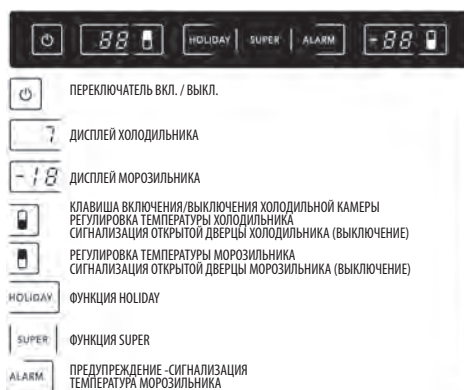 88 HOLIDAY SUPER ALARM -88
ПЕРЕКЛЮЧАТЕЛЬ ВКЛ. / ВЫКЛ.
7 ДИСПЛЕЙ ХОЛОДИЛЬНИКА
-18 ДИСПЛЕЙ МОРОЗИЛЬНИКА
КЛАВИША ВКЛЮЧЕНИЯ/ВЫКЛЮЧЕНИЯ ХОЛОДИЛЬНОЙ КАМЕРЫ
РЕГУЛИРОВКА ТЕМПЕРАТУРЫ ХОЛОДИЛЬНИКА
СИГНАЛИЗАЦИЯ ОТКРЫТОЙ ДВЕРЦЫ ХОЛОДИЛЬНИКА (ВЫКЛЮЧЕНИЕ)
РЕГУЛИРОВКА ТЕМПЕРАТУРЫ МОРОЗИЛЬНИКА
СИГНАЛИЗАЦИЯ ОТКРЫТОЙ ДВЕРЦЫ МОРОЗИЛЬНИКА (ВЫКЛЮЧЕНИЕ)
HOLIDAY ФУНКЦИЯ HOLIDAY
SUPER ФУНКЦИЯ SUPER
ALARM ПРЕДУПРЕЖДЕНИЕ -СИГНАЛИЗАЦИЯ
ТЕМПЕРАТУРА МОРОЗИЛЬНИКА